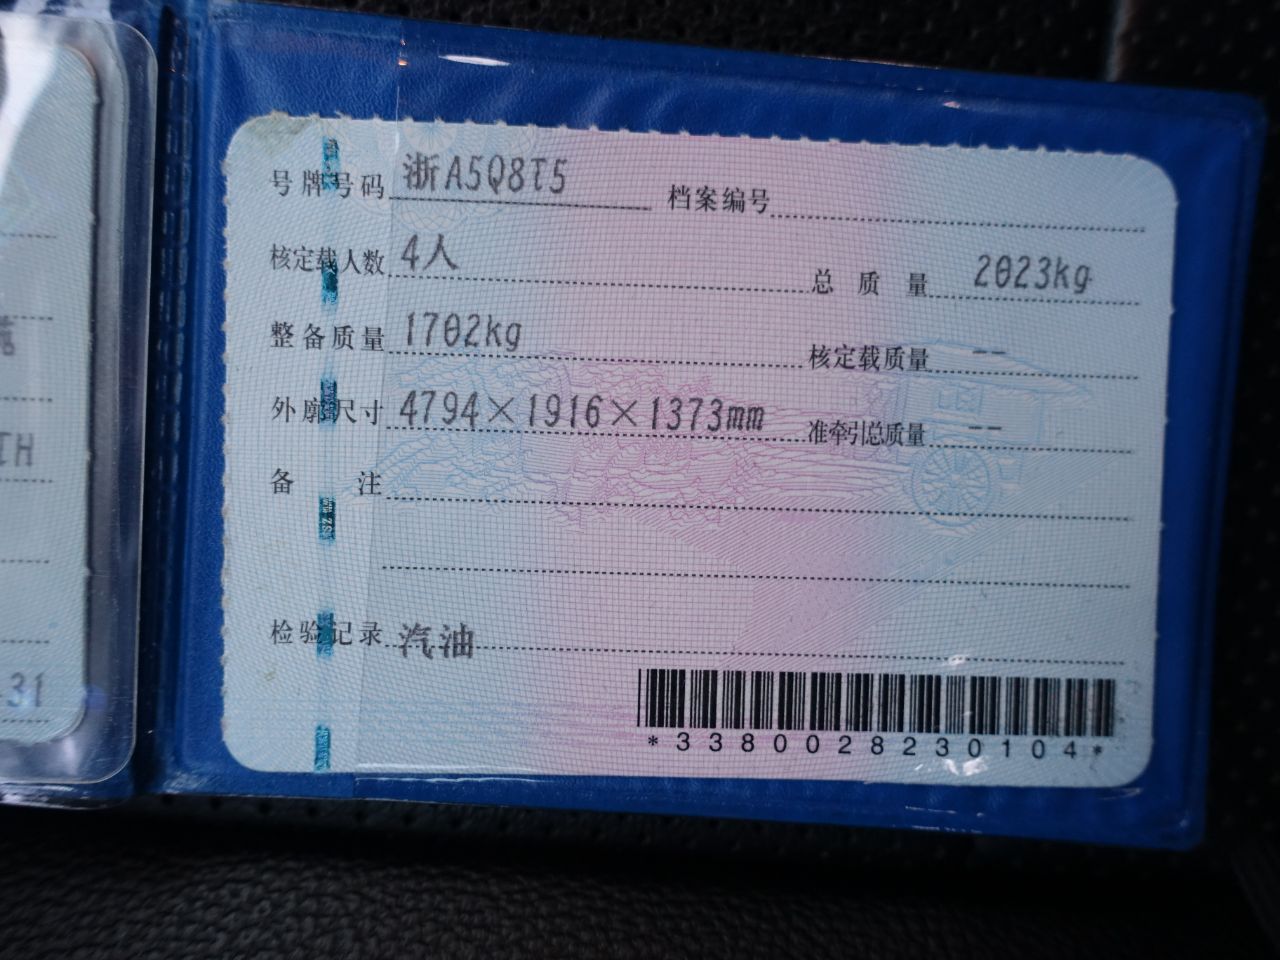 号牌号码 浙A5Q8T5 档案编号
核定载人数 4人 总质量 2023kg
整备质量 1702kg 核定载质量 --
外廓尺寸 4794×1916×1373mm 准牵引总质量 --
备注
检验记录 汽油
*3380028230104*
ITH
31